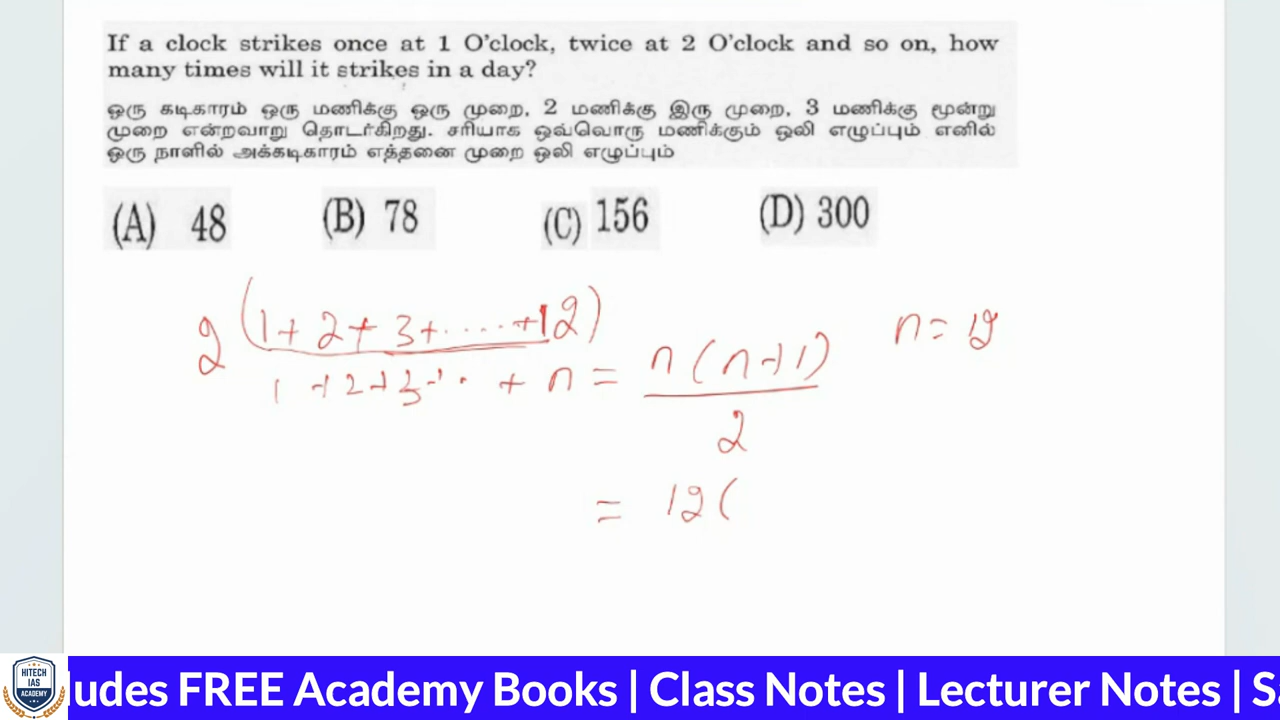 If a clock strikes once at 1 O'clock, twice at 2 O'clock and so on, how
many times will it strikes in a day?
ஒரு கடிகாரம் ஒரு மணிக்கு ஒரு முறை, 2 மணிக்கு இரு முறை, 3 மணிக்கு மூன்று
முறை என்றவாறு தொடர்கிறது. சரியாக ஒவ்வொரு மணிக்கும் ஒலி எழுப்பும் எனில்
ஒரு நாளில் அக்கடிகாரம் எத்தனை முறை ஒலி எழுப்பும்
(A) 48 (B) 78 (C) 156 (D) 300
2 (1 + 2 + 3 + ..... + 12)
1 + 2 + 3 + .. + n = n(n+1) / 2 n = 12
= 12 (
HITECH
IAS
ACADEMY
ludes FREE Academy Books | Class Notes | Lecturer Notes | S